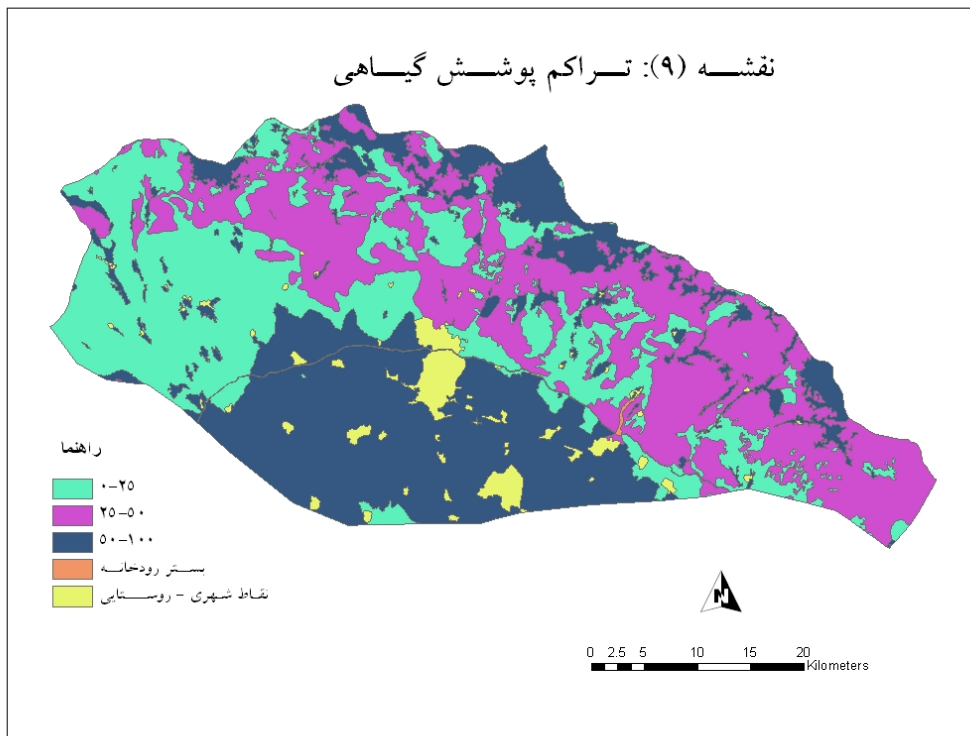 نقشه (۹): تراکم پوشش گیاهی
راهنما
۰-۲۵
۲۵-۵۰
۵۰-۱۰۰
بستر رودخانه
نقاط شهری - روستایی
N
0 2.5 5 10 15 20
Kilometers